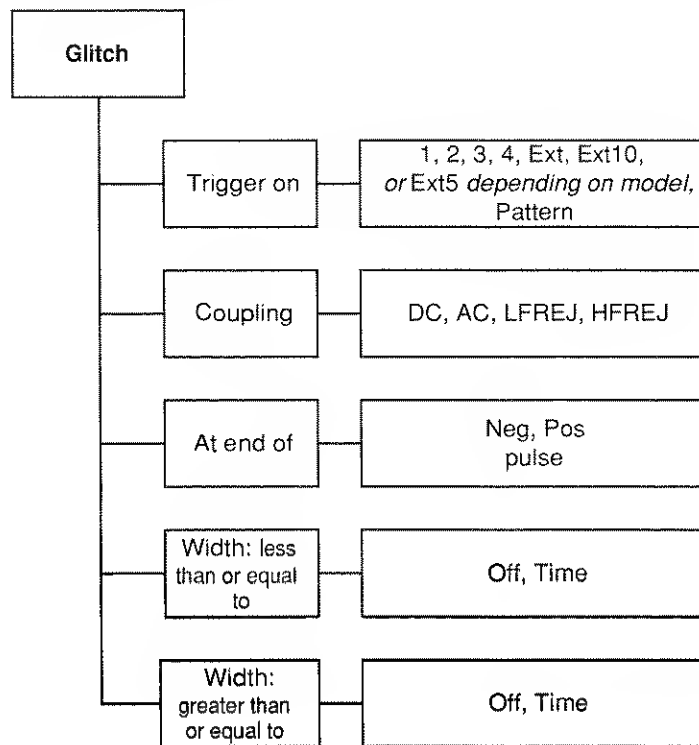 Glitch
Trigger on
1, 2, 3, 4, Ext, Ext10,
or Ext5 depending on model,
Pattern
Coupling
DC, AC, LFREJ, HFREJ
At end of
Neg, Pos
pulse
Width: less
than or equal
to
Off, Time
Width:
greater than
or equal to
Off, Time